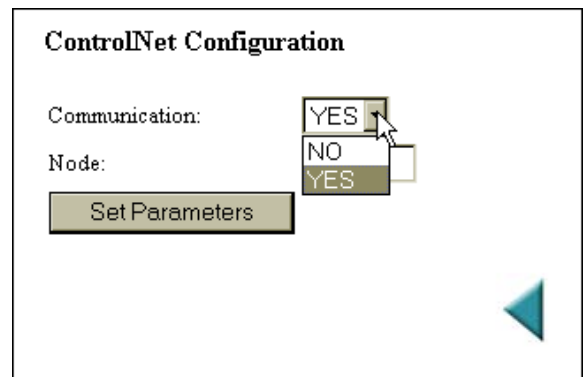 ControlNet Configuration
Communication: YES
NO
Node:
YES
Set Parameters